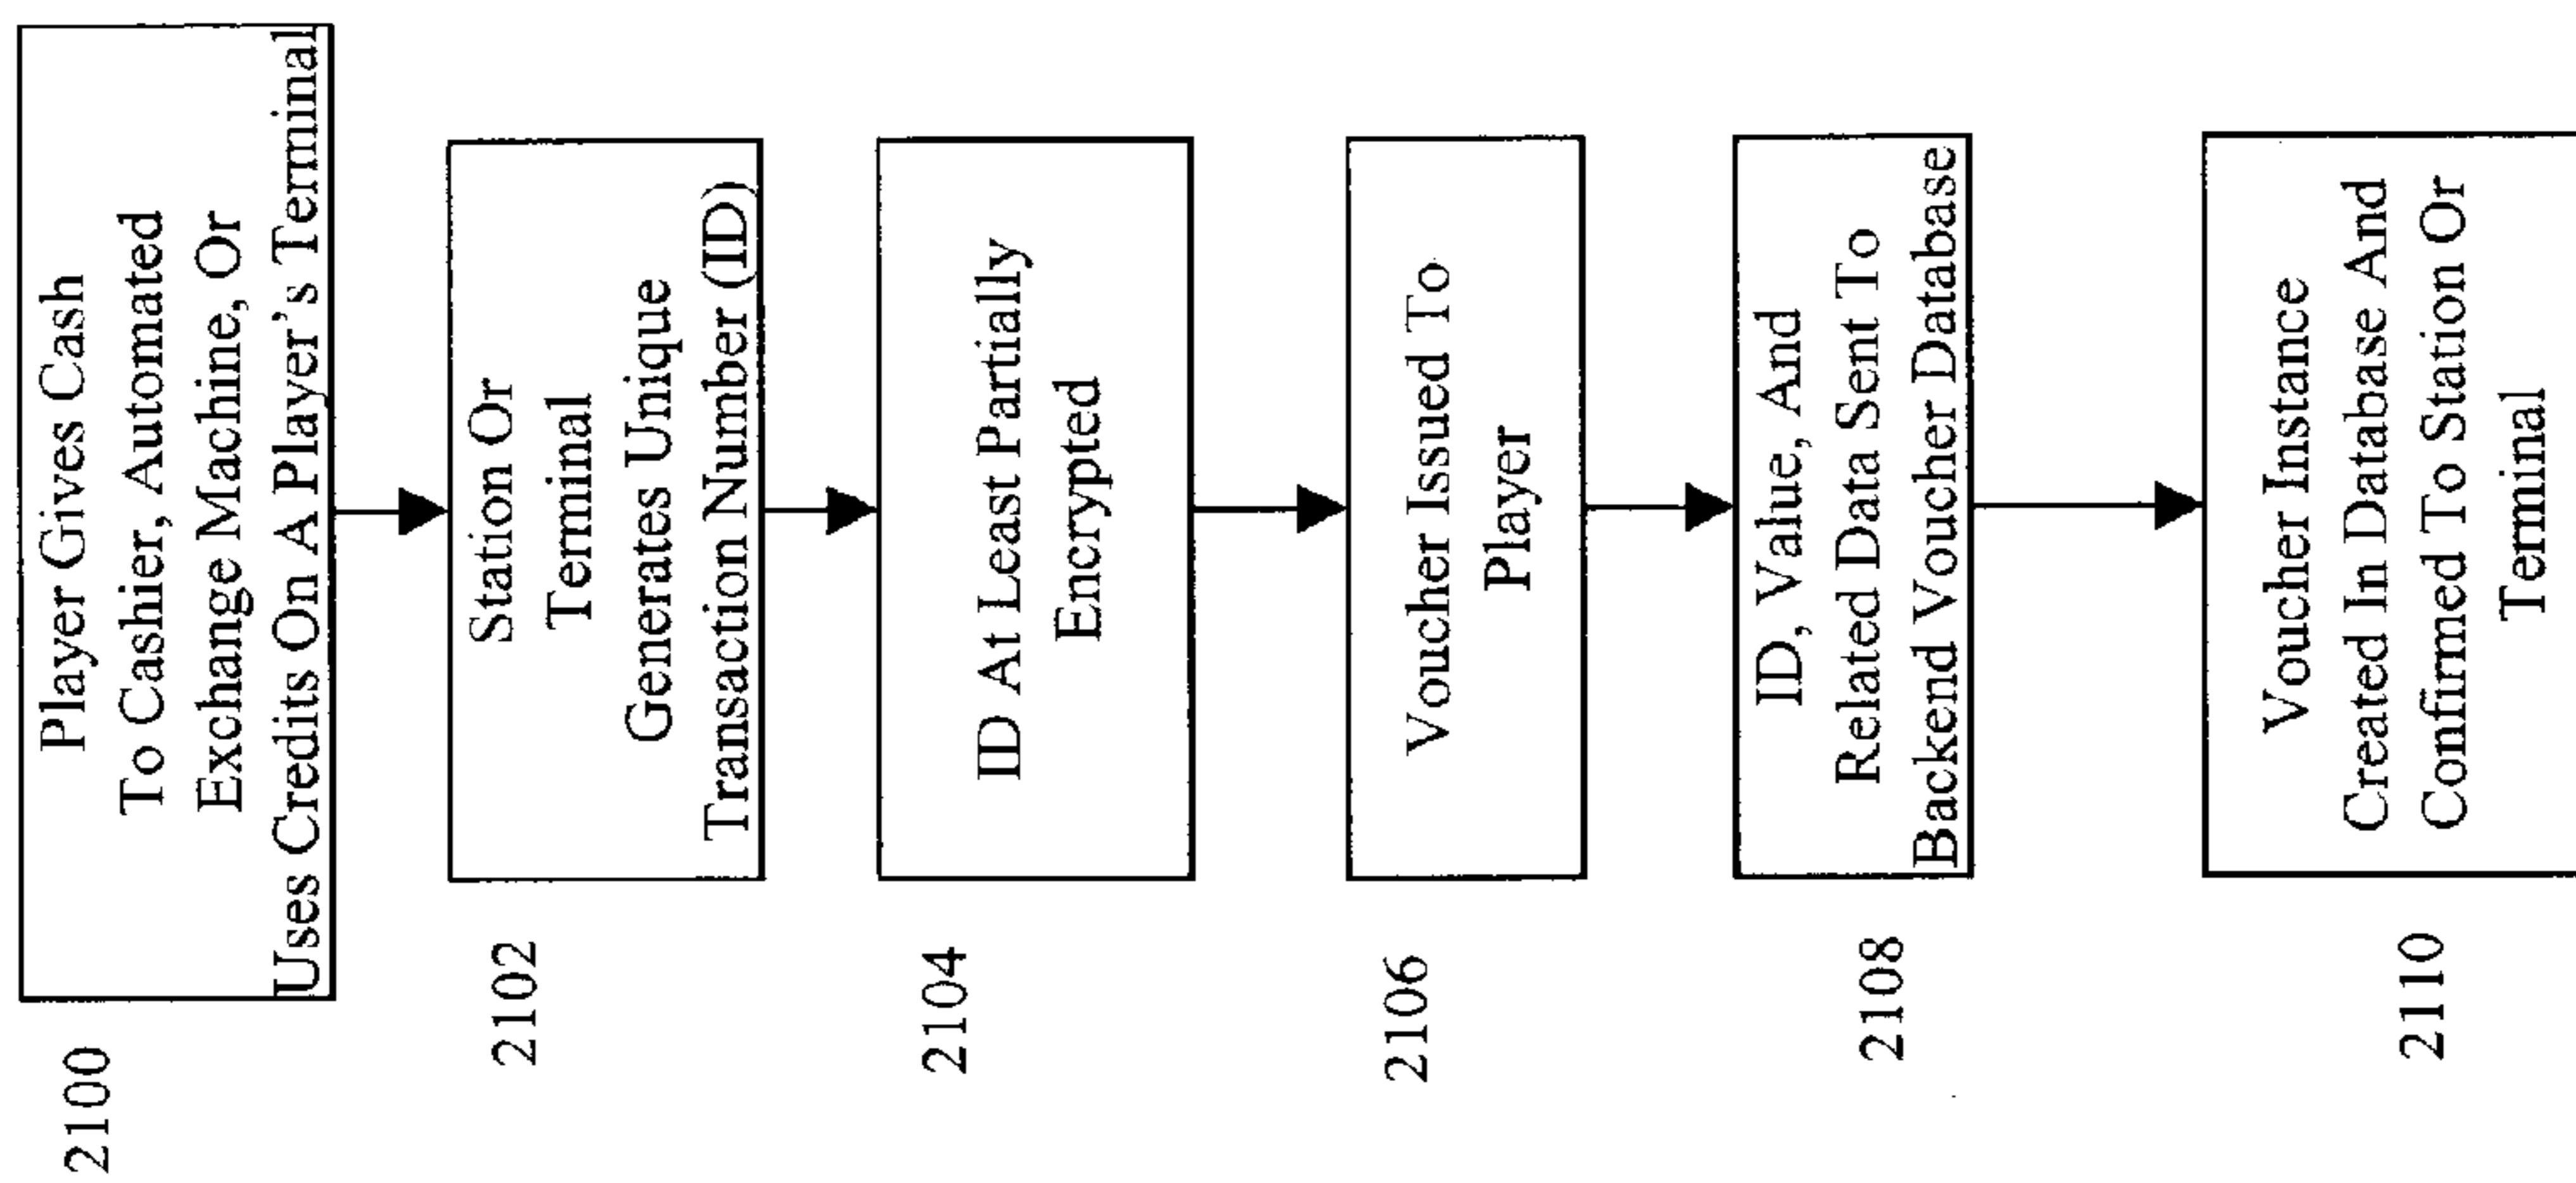 2100
Player Gives Cash
To Cashier, Automated
Exchange Machine, Or
Uses Credits On A Player's Terminal
2102
Station Or
Terminal
Generates Unique
Transaction Number (ID)
2104
ID At Least Partially
Encrypted
2106
Voucher Issued To
Player
2108
ID, Value, And
Related Data Sent To
Backend Voucher Database
2110
Voucher Instance
Created In Database And
Confirmed To Station Or
Terminal